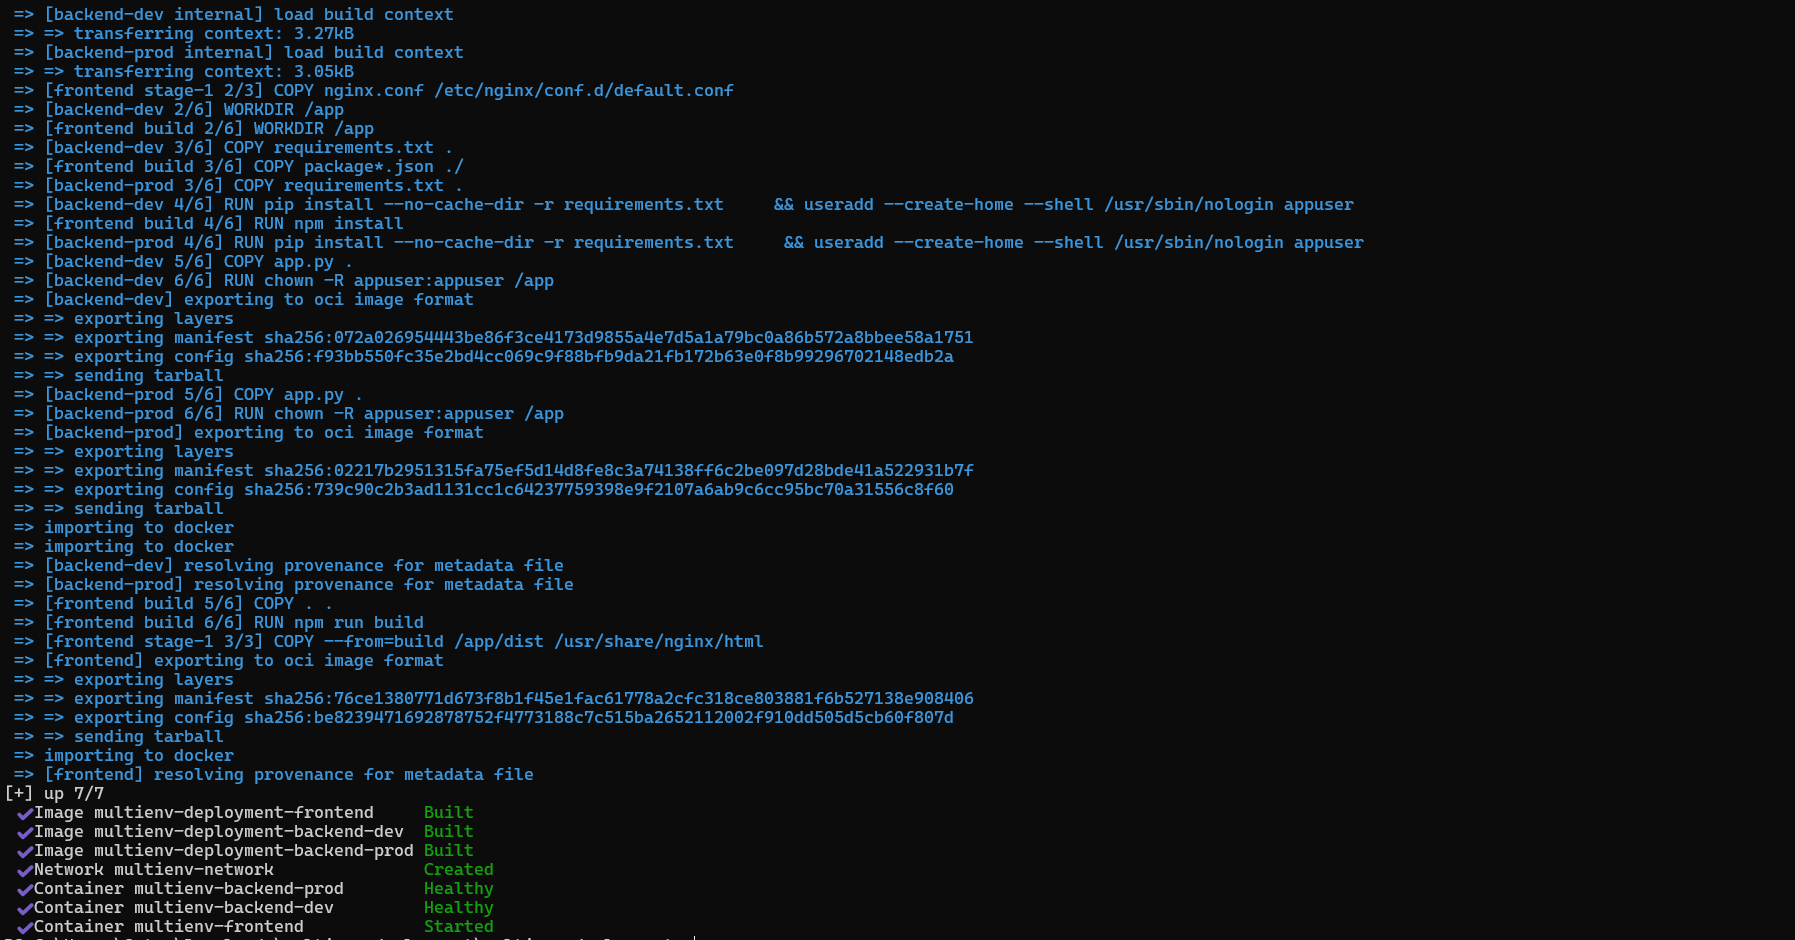 => [backend-dev internal] load build context
=> => transferring context: 3.27kB
=> [backend-prod internal] load build context
=> => transferring context: 3.05kB
=> [frontend stage-1 2/3] COPY nginx.conf /etc/nginx/conf.d/default.conf
=> [backend-dev 2/6] WORKDIR /app
=> [frontend build 2/6] WORKDIR /app
=> [backend-dev 3/6] COPY requirements.txt .
=> [frontend build 3/6] COPY package*.json ./
=> [backend-prod 3/6] COPY requirements.txt .
=> [backend-dev 4/6] RUN pip install --no-cache-dir -r requirements.txt     && useradd --create-home --shell /usr/sbin/nologin appuser
=> [frontend build 4/6] RUN npm install
=> [backend-prod 4/6] RUN pip install --no-cache-dir -r requirements.txt     && useradd --create-home --shell /usr/sbin/nologin appuser
=> [backend-dev 5/6] COPY app.py .
=> [backend-dev 6/6] RUN chown -R appuser:appuser /app
=> [backend-dev] exporting to oci image format
=> => exporting layers
=> => exporting manifest sha256:072a026954443be86f3ce4173d9855a4e7d5a1a79bc0a86b572a8bbee58a1751
=> => exporting config sha256:f93bb550fc35e2bd4cc069c9f88bfb9da21fb172b63e0f8b99296702148edb2a
=> => sending tarball
=> [backend-prod 5/6] COPY app.py .
=> [backend-prod 6/6] RUN chown -R appuser:appuser /app
=> [backend-prod] exporting to oci image format
=> => exporting layers
=> => exporting manifest sha256:02217b2951315fa75ef5d14d8fe8c3a74138ff6c2be097d28bde41a522931b7f
=> => exporting config sha256:739c90c2b3ad1131cc1c64237759398e9f2107a6ab9c6cc95bc70a31556c8f60
=> => sending tarball
=> importing to docker
=> importing to docker
=> [backend-dev] resolving provenance for metadata file
=> [backend-prod] resolving provenance for metadata file
=> [frontend build 5/6] COPY . .
=> [frontend build 6/6] RUN npm run build
=> [frontend stage-1 3/3] COPY --from=build /app/dist /usr/share/nginx/html
=> [frontend] exporting to oci image format
=> => exporting layers
=> => exporting manifest sha256:76ce1380771d673f8b1f45e1fac61778a2cfc318ce803881f6b527138e908406
=> => exporting config sha256:be8239471692878752f4773188c7c515ba2652112002f910dd505d5cb60f807d
=> => sending tarball
=> importing to docker
=> [frontend] resolving provenance for metadata file
[+] up 7/7
✔Image multienv-deployment-frontend     Built
✔Image multienv-deployment-backend-dev  Built
✔Image multienv-deployment-backend-prod Built
✔Network multienv-network               Created
✔Container multienv-backend-prod        Healthy
✔Container multienv-backend-dev         Healthy
✔Container multienv-frontend            Started